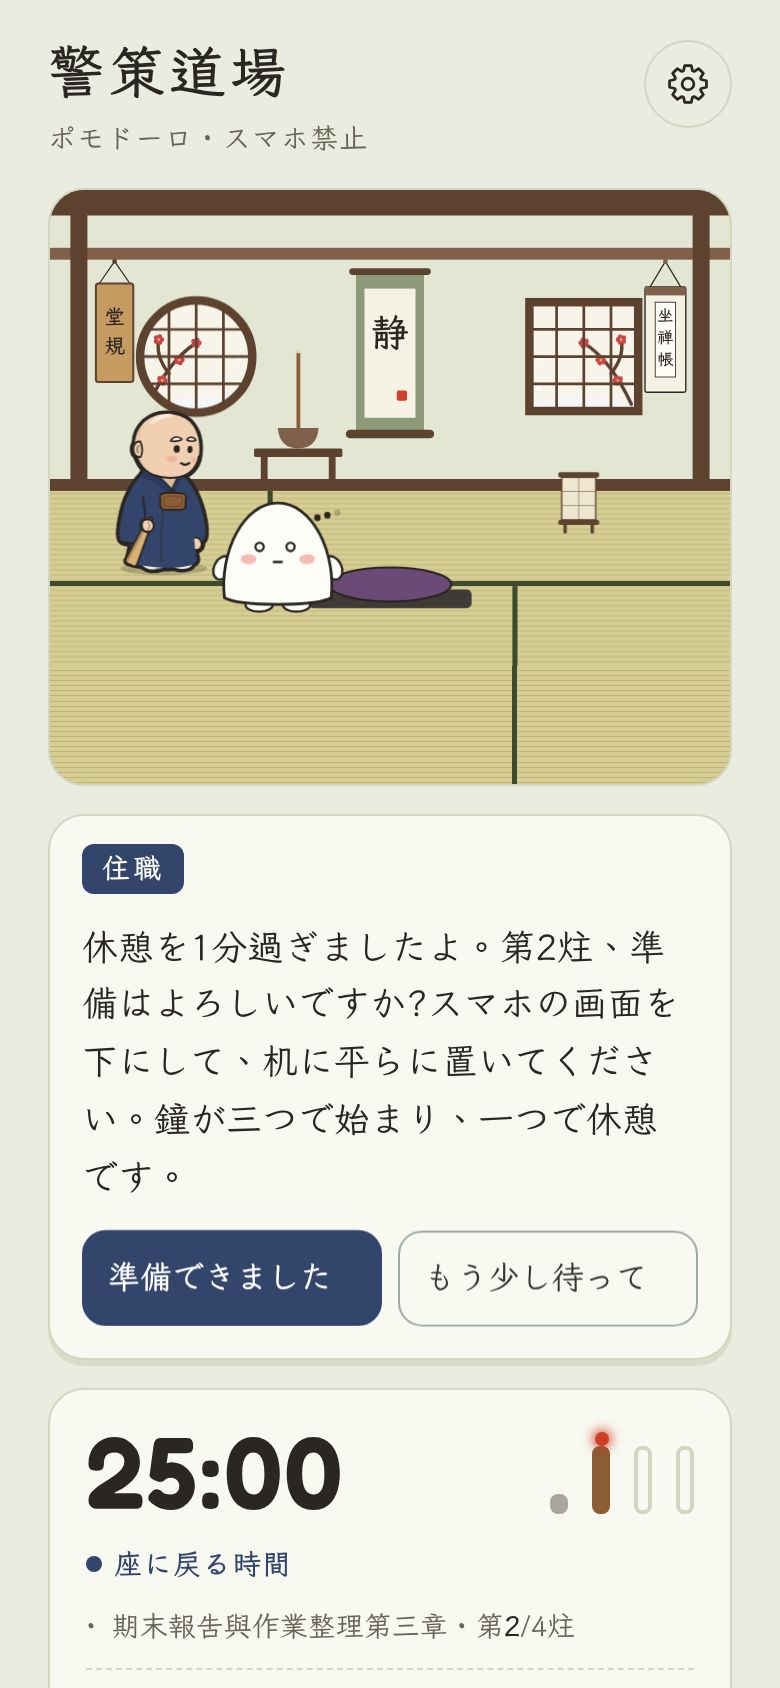 警策道場
ポモドーロ・スマホ禁止
堂規
静
坐禅帳
住職
休憩を1分過ぎましたよ。第2炷、準
備はよろしいですか?スマホの画面を
下にして、机に平らに置いてくださ
い。鐘が三つで始まり、一つで休憩
です。
準備できました
もう少し待って
25:00
座に戻る時間
・ 期末報告與作業整理第三章・第2/4炷